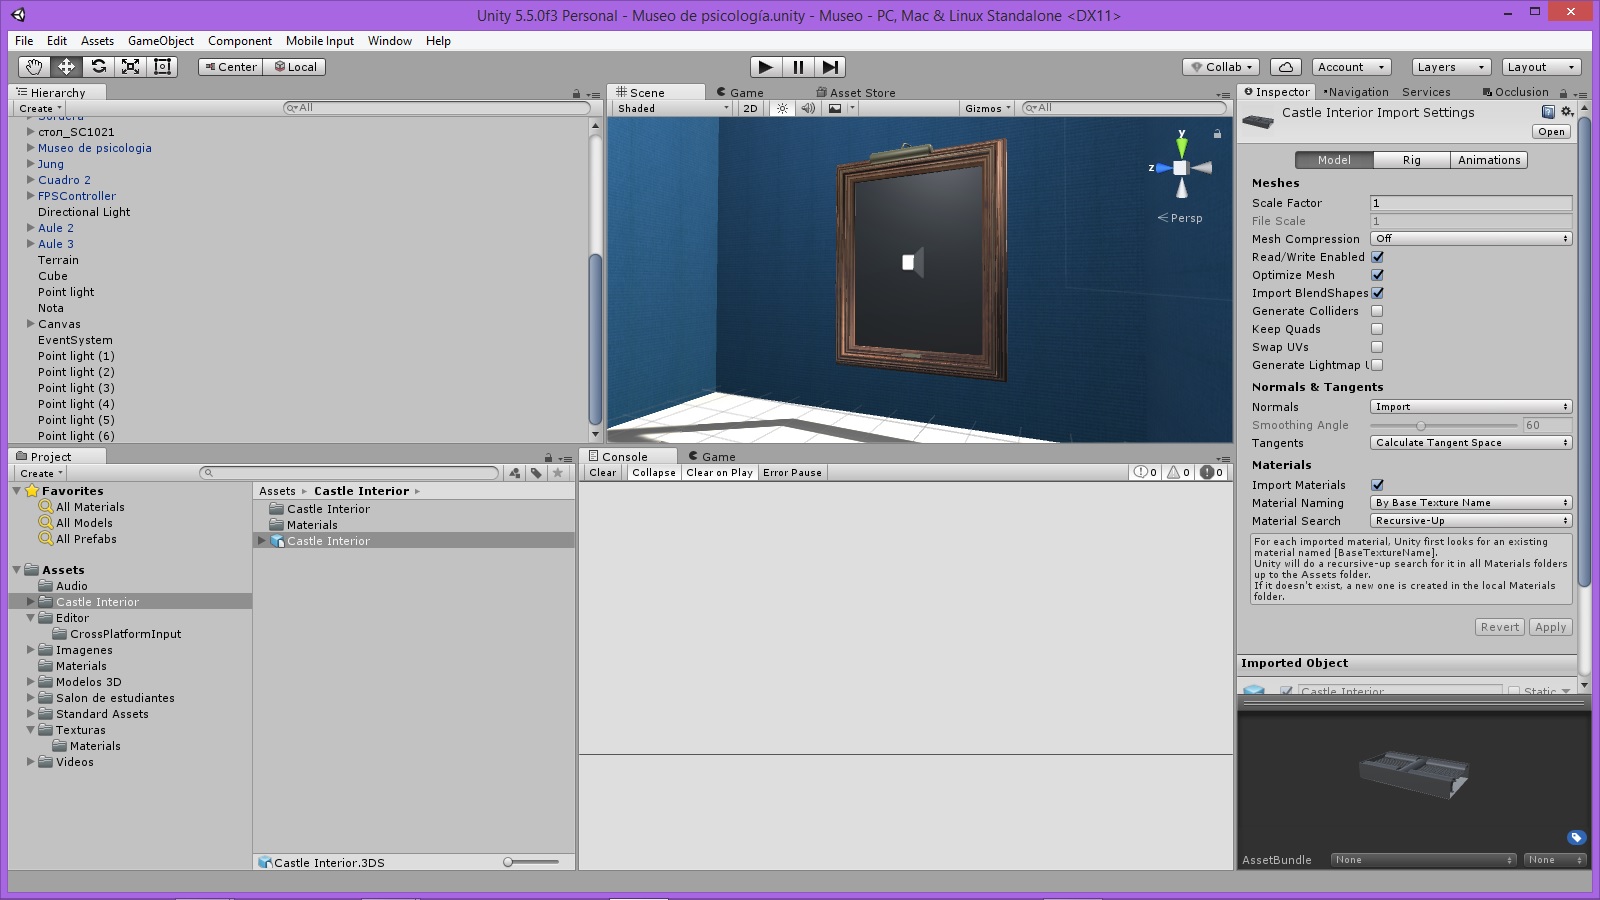 Unity 5.5.0f3 Personal - Museo de psicología.unity - Museo - PC, Mac & Linux Standalone <DX11>
File Edit Assets GameObject Component Mobile Input Window Help
Center Local
Collab Account Layers Layout
Hierarchy
Create All
Sordera
стол_SC1021
Museo de psicologia
Jung
Cuadro 2
FPSController
Directional Light
Aule 2
Aule 3
Terrain
Cube
Point light
Nota
Canvas
EventSystem
Point light (1)
Point light (2)
Point light (3)
Point light (4)
Point light (5)
Point light (6)
Scene Game Asset Store
Shaded 2D Gizmos All
y
z
Persp
Inspector Navigation Services Occlusion
Castle Interior Import Settings
Open
Model Rig Animations
Meshes
Scale Factor 1
File Scale 1
Mesh Compression Off
Read/Write Enabled
Optimize Mesh
Import BlendShapes
Generate Colliders
Keep Quads
Swap UVs
Generate Lightmap U
Normals & Tangents
Normals Import
Smoothing Angle 60
Tangents Calculate Tangent Space
Materials
Import Materials
Material Naming By Base Texture Name
Material Search Recursive-Up
For each imported material, Unity first looks for an existing
material named [BaseTextureName].
Unity will do a recursive-up search for it in all Materials folders
up to the Assets folder.
If it doesn't exist, a new one is created in the local Materials
folder.
Revert Apply
Imported Object
Castle Interior Static
AssetBundle None None
Project
Create
Favorites
All Materials
All Models
All Prefabs
Assets
Audio
Castle Interior
Editor
CrossPlatformInput
Imagenes
Materials
Modelos 3D
Salon de estudiantes
Standard Assets
Texturas
Materials
Videos
Assets Castle Interior
Castle Interior
Materials
Castle Interior
Castle Interior.3DS
Console Game
Clear Collapse Clear on Play Error Pause 0 0 0